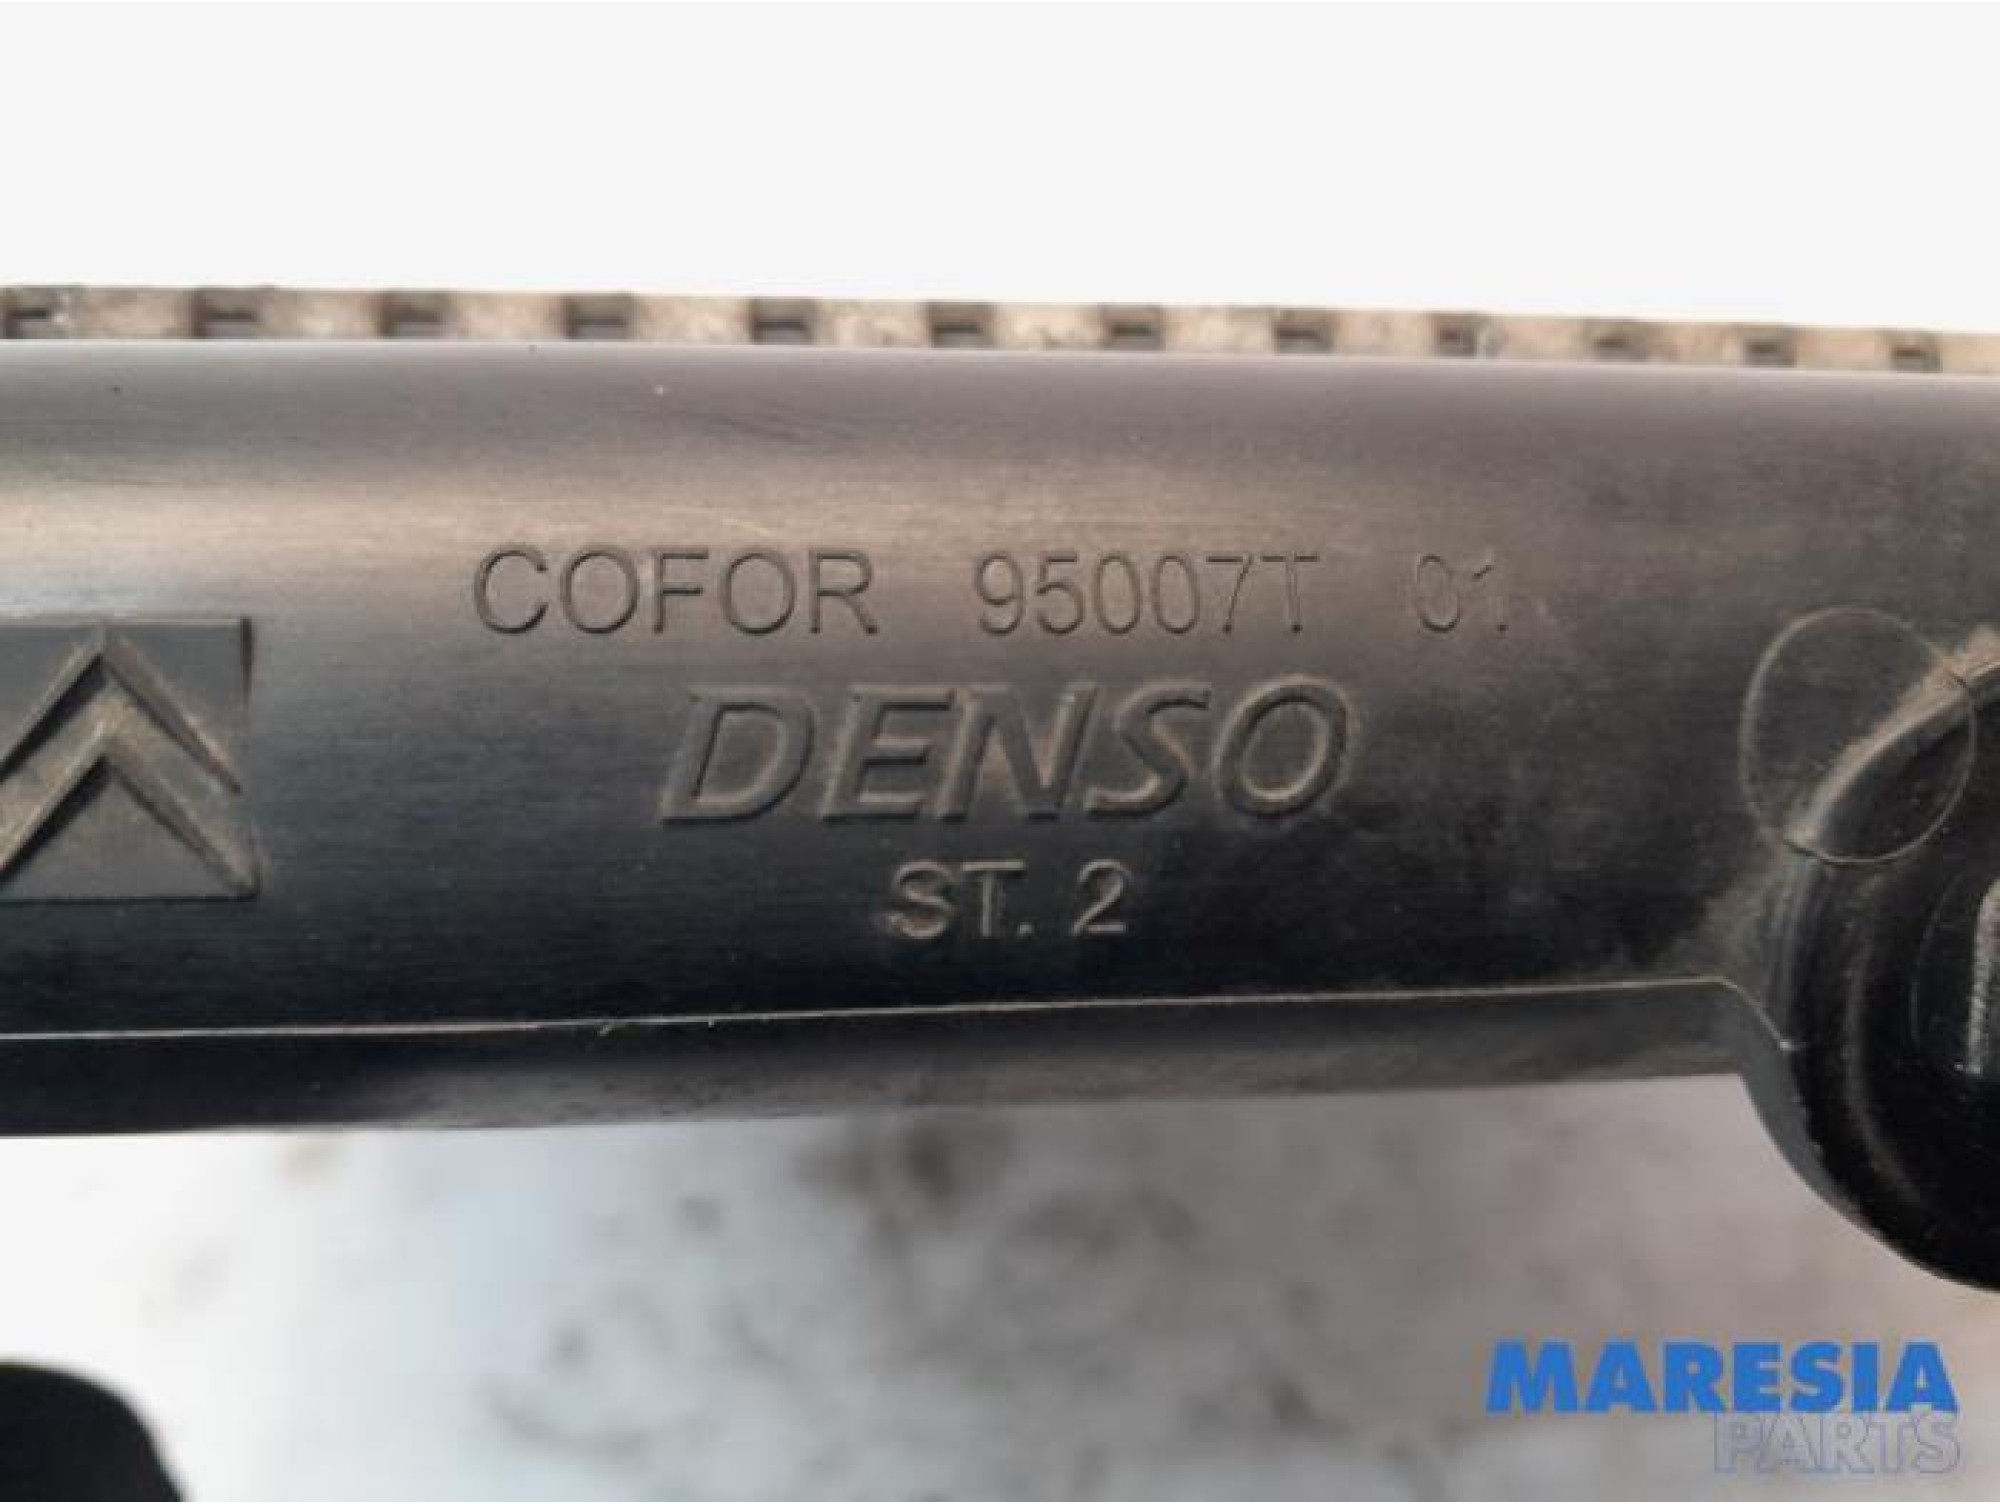 COFOR 95007T 01
DENSO
ST. 2
MARESIA
PARTS